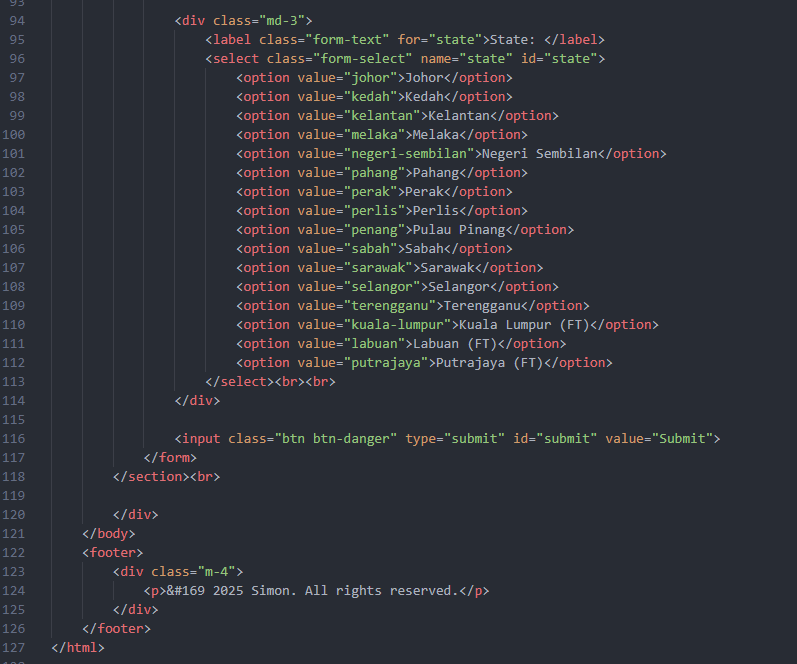 93
94 <div class="md-3">
95 <label class="form-text" for="state">State: </label>
96 <select class="form-select" name="state" id="state">
97 <option value="johor">Johor</option>
98 <option value="kedah">Kedah</option>
99 <option value="kelantan">Kelantan</option>
100 <option value="melaka">Melaka</option>
101 <option value="negeri-sembilan">Negeri Sembilan</option>
102 <option value="pahang">Pahang</option>
103 <option value="perak">Perak</option>
104 <option value="perlis">Perlis</option>
105 <option value="penang">Pulau Pinang</option>
106 <option value="sabah">Sabah</option>
107 <option value="sarawak">Sarawak</option>
108 <option value="selangor">Selangor</option>
109 <option value="terengganu">Terengganu</option>
110 <option value="kuala-lumpur">Kuala Lumpur (FT)</option>
111 <option value="labuan">Labuan (FT)</option>
112 <option value="putrajaya">Putrajaya (FT)</option>
113 </select><br><br>
114 </div>
115
116 <input class="btn btn-danger" type="submit" id="submit" value="Submit">
117 </form>
118 </section><br>
119
120 </div>
121 </body>
122 <footer>
123 <div class="m-4">
124 <p>&#169 2025 Simon. All rights reserved.</p>
125 </div>
126 </footer>
127 </html>